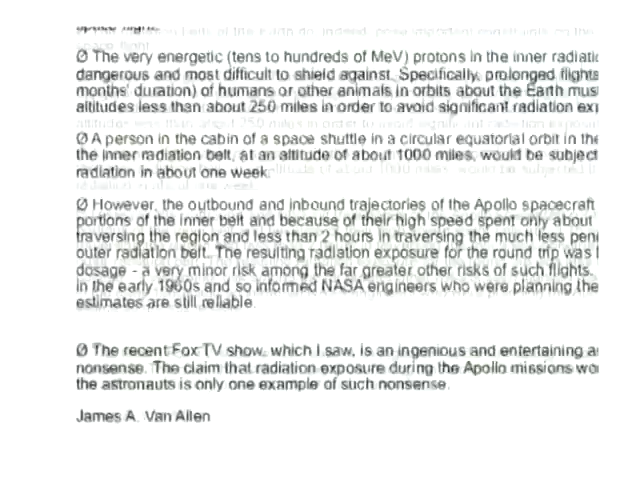 space flight.
Ø The very energetic (tens to hundreds of MeV) protons in the inner radiatio
dangerous and most difficult to shield against. Specifically, prolonged flights
months' duration) of humans or other animals in orbits about the Earth mus
altitudes less than about 250 miles in order to avoid significant radiation exp
Ø A person in the cabin of a space shuttle in a circular equatorial orbit in the
the inner radiation belt, at an altitude of about 1000 miles, would be subject
radiation in about one week.
Ø However, the outbound and inbound trajectories of the Apollo spacecraft
portions of the inner belt and because of their high speed spent only about
traversing the region and less than 2 hours in traversing the much less pene
outer radiation belt. The resulting radiation exposure for the round trip was l
dosage - a very minor risk among the far greater other risks of such flights.
in the early 1960s and so informed NASA engineers who were planning the
estimates are still reliable.
Ø The recent Fox TV show, which I saw, is an ingenious and entertaining a
nonsense. The claim that radiation exposure during the Apollo missions wo
the astronauts is only one example of such nonsense.
James A. Van Allen